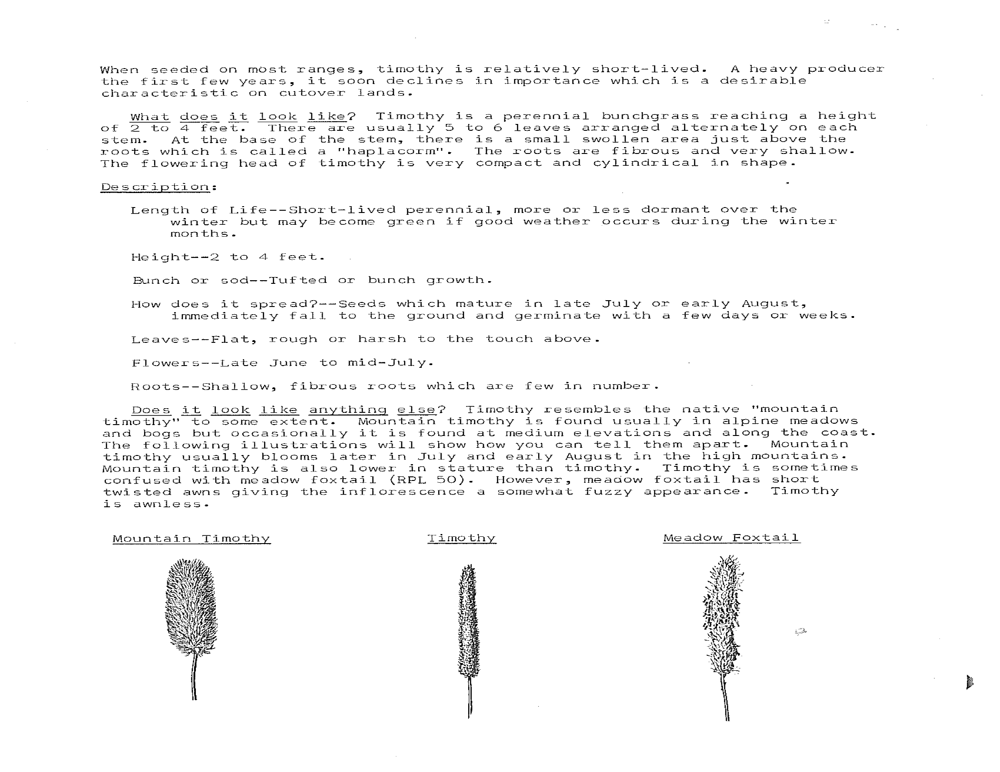 When seeded on most ranges, timothy is relatively short-lived. A heavy producer
the first few years, it soon declines in importance which is a desirable
characteristic on cutover lands.
What does it look like? Timothy is a perennial bunchgrass reaching a height
of 2 to 4 feet. There are usually 5 to 6 leaves arranged alternately on each
stem. At the base of the stem, there is a small swollen area just above the
roots which is called a "haplacorm". The roots are fibrous and very shallow.
The flowering head of timothy is very compact and cylindrical in shape.
Description:
Length of Life--Short-lived perennial, more or less dormant over the
winter but may become green if good weather occurs during the winter
months.
Height--2 to 4 feet.
Bunch or sod--Tufted or bunch growth.
How does it spread?--Seeds which mature in late July or early August,
immediately fall to the ground and germinate with a few days or weeks.
Leaves--Flat, rough or harsh to the touch above.
Flowers--Late June to mid-July.
Roots--Shallow, fibrous roots which are few in number.
Does it look like anything else? Timothy resembles the native "mountain
timothy" to some extent. Mountain timothy is found usually in alpine meadows
and bogs but occasionally it is found at medium elevations and along the coast.
The following illustrations will show how you can tell them apart. Mountain
timothy usually blooms later in July and early August in the high mountains.
Mountain timothy is also lower in stature than timothy. Timothy is sometimes
confused with meadow foxtail (RPL 50). However, meadow foxtail has short
twisted awns giving the inflorescence a somewhat fuzzy appearance. Timothy
is awnless.
Mountain Timothy Timothy Meadow Foxtail